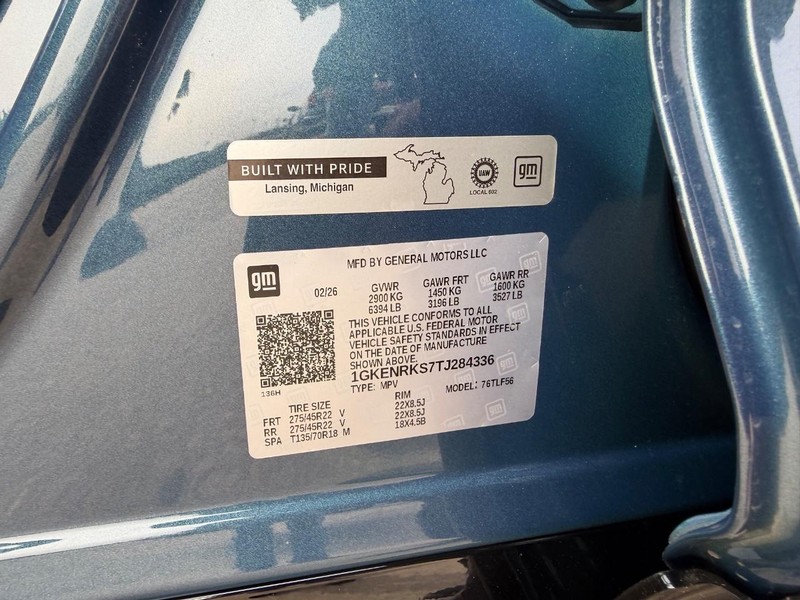 BUILT WITH PRIDE
Lansing, Michigan
UAW
LOCAL 602
gm
gm
MFD BY GENERAL MOTORS LLC
02/26
GVWR GAWR FRT GAWR RR
2900 KG 1450 KG 1600 KG
6394 LB 3196 LB 3527 LB
THIS VEHICLE CONFORMS TO ALL
APPLICABLE U.S. FEDERAL MOTOR
VEHICLE SAFETY STANDARDS IN EFFECT
ON THE DATE OF MANUFACTURE
SHOWN ABOVE.
1GKENRKS7TJ284336
136H
TYPE: MPV MODEL: 76TLF56
TIRE SIZE RIM
FRT 275/45R22 V 22X8.5J
RR 275/45R22 V 22X8.5J
SPA T135/70R18 M 18X4.5B